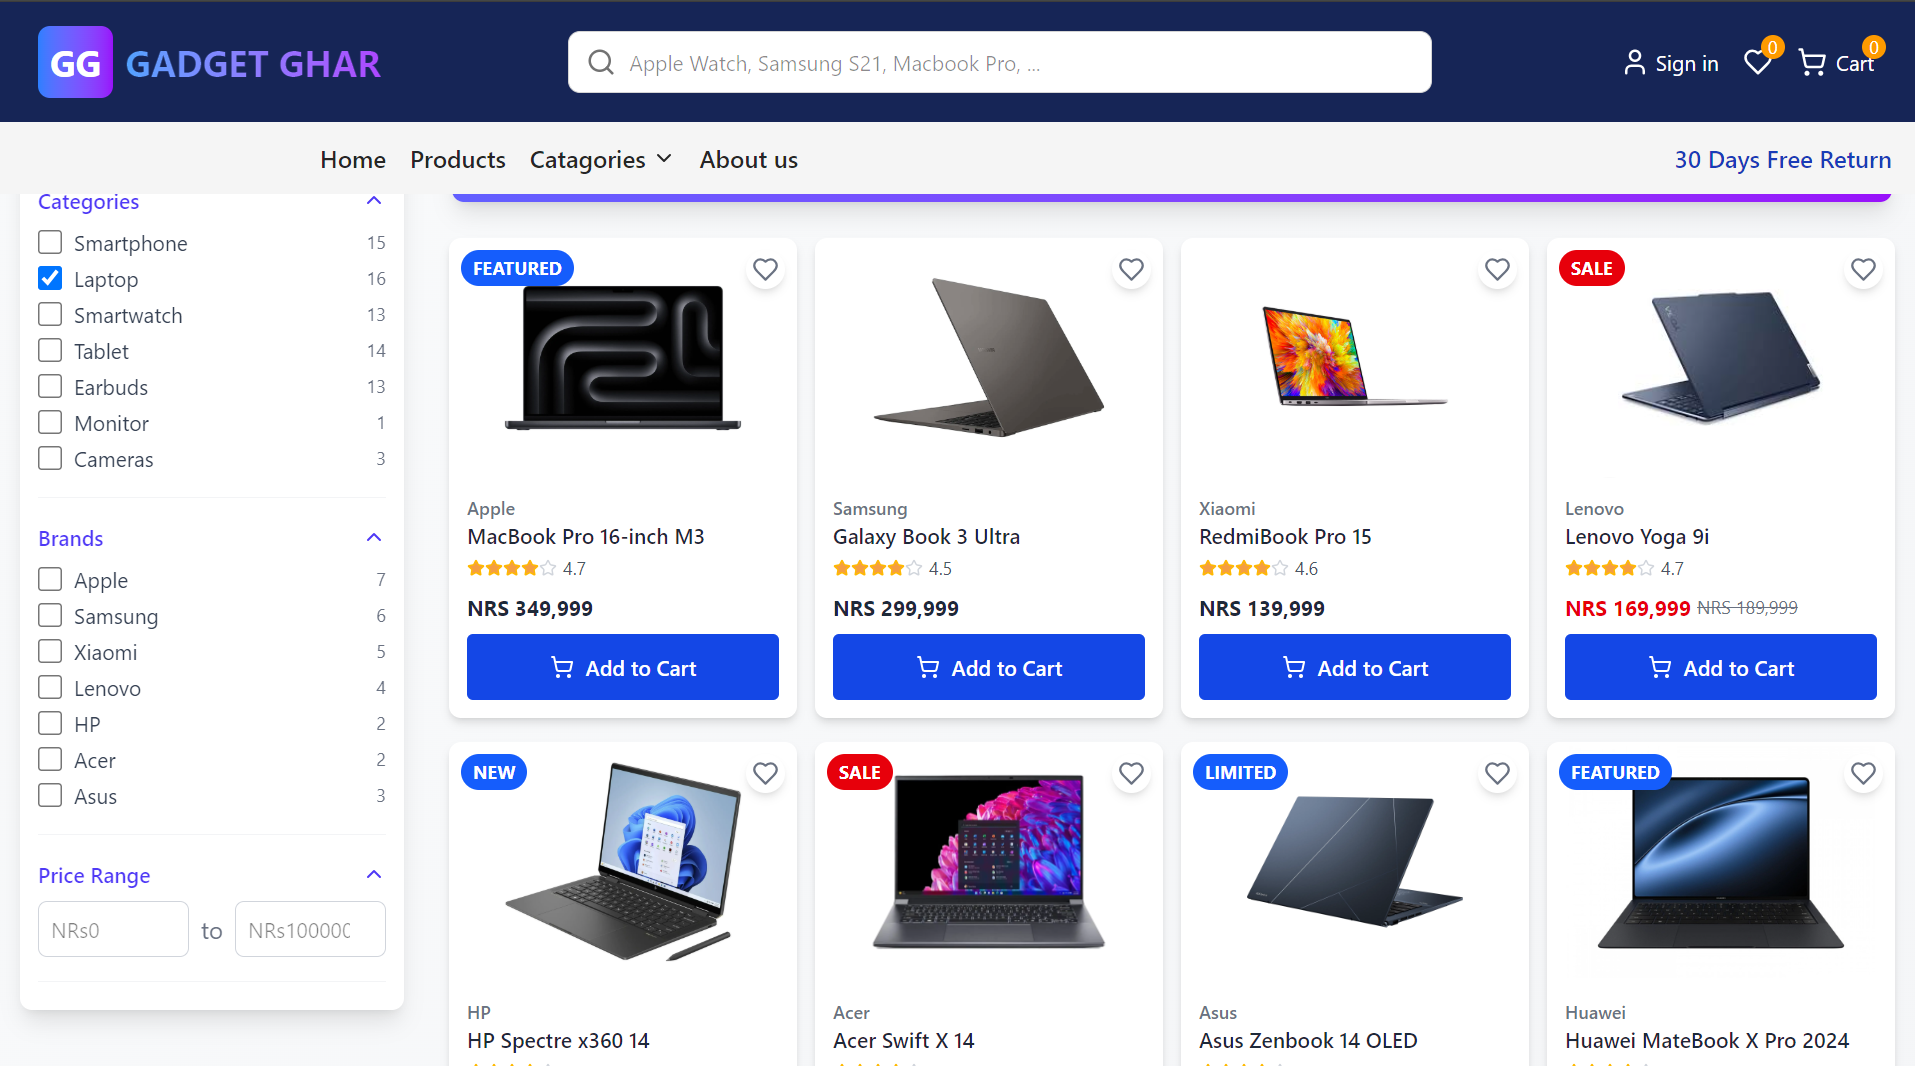 GG GADGET GHAR
Apple Watch, Samsung S21, Macbook Pro, ...
Sign in
0
Cart
0
Home
Products
Catagories
About us
30 Days Free Return
Categories
Smartphone 15
Laptop 16
Smartwatch 13
Tablet 14
Earbuds 13
Monitor 1
Cameras 3
Brands
Apple 7
Samsung 6
Xiaomi 5
Lenovo 4
HP 2
Acer 2
Asus 3
Price Range
NRs0 to NRs100000
FEATURED
Apple
MacBook Pro 16-inch M3
4.7
NRS 349,999
Add to Cart
Samsung
Galaxy Book 3 Ultra
4.5
NRS 299,999
Add to Cart
Xiaomi
RedmiBook Pro 15
4.6
NRS 139,999
Add to Cart
SALE
Lenovo
Lenovo Yoga 9i
4.7
NRS 169,999 NRS 189,999
Add to Cart
NEW
HP
HP Spectre x360 14
SALE
Acer
Acer Swift X 14
LIMITED
Asus
Asus Zenbook 14 OLED
FEATURED
Huawei
Huawei MateBook X Pro 2024